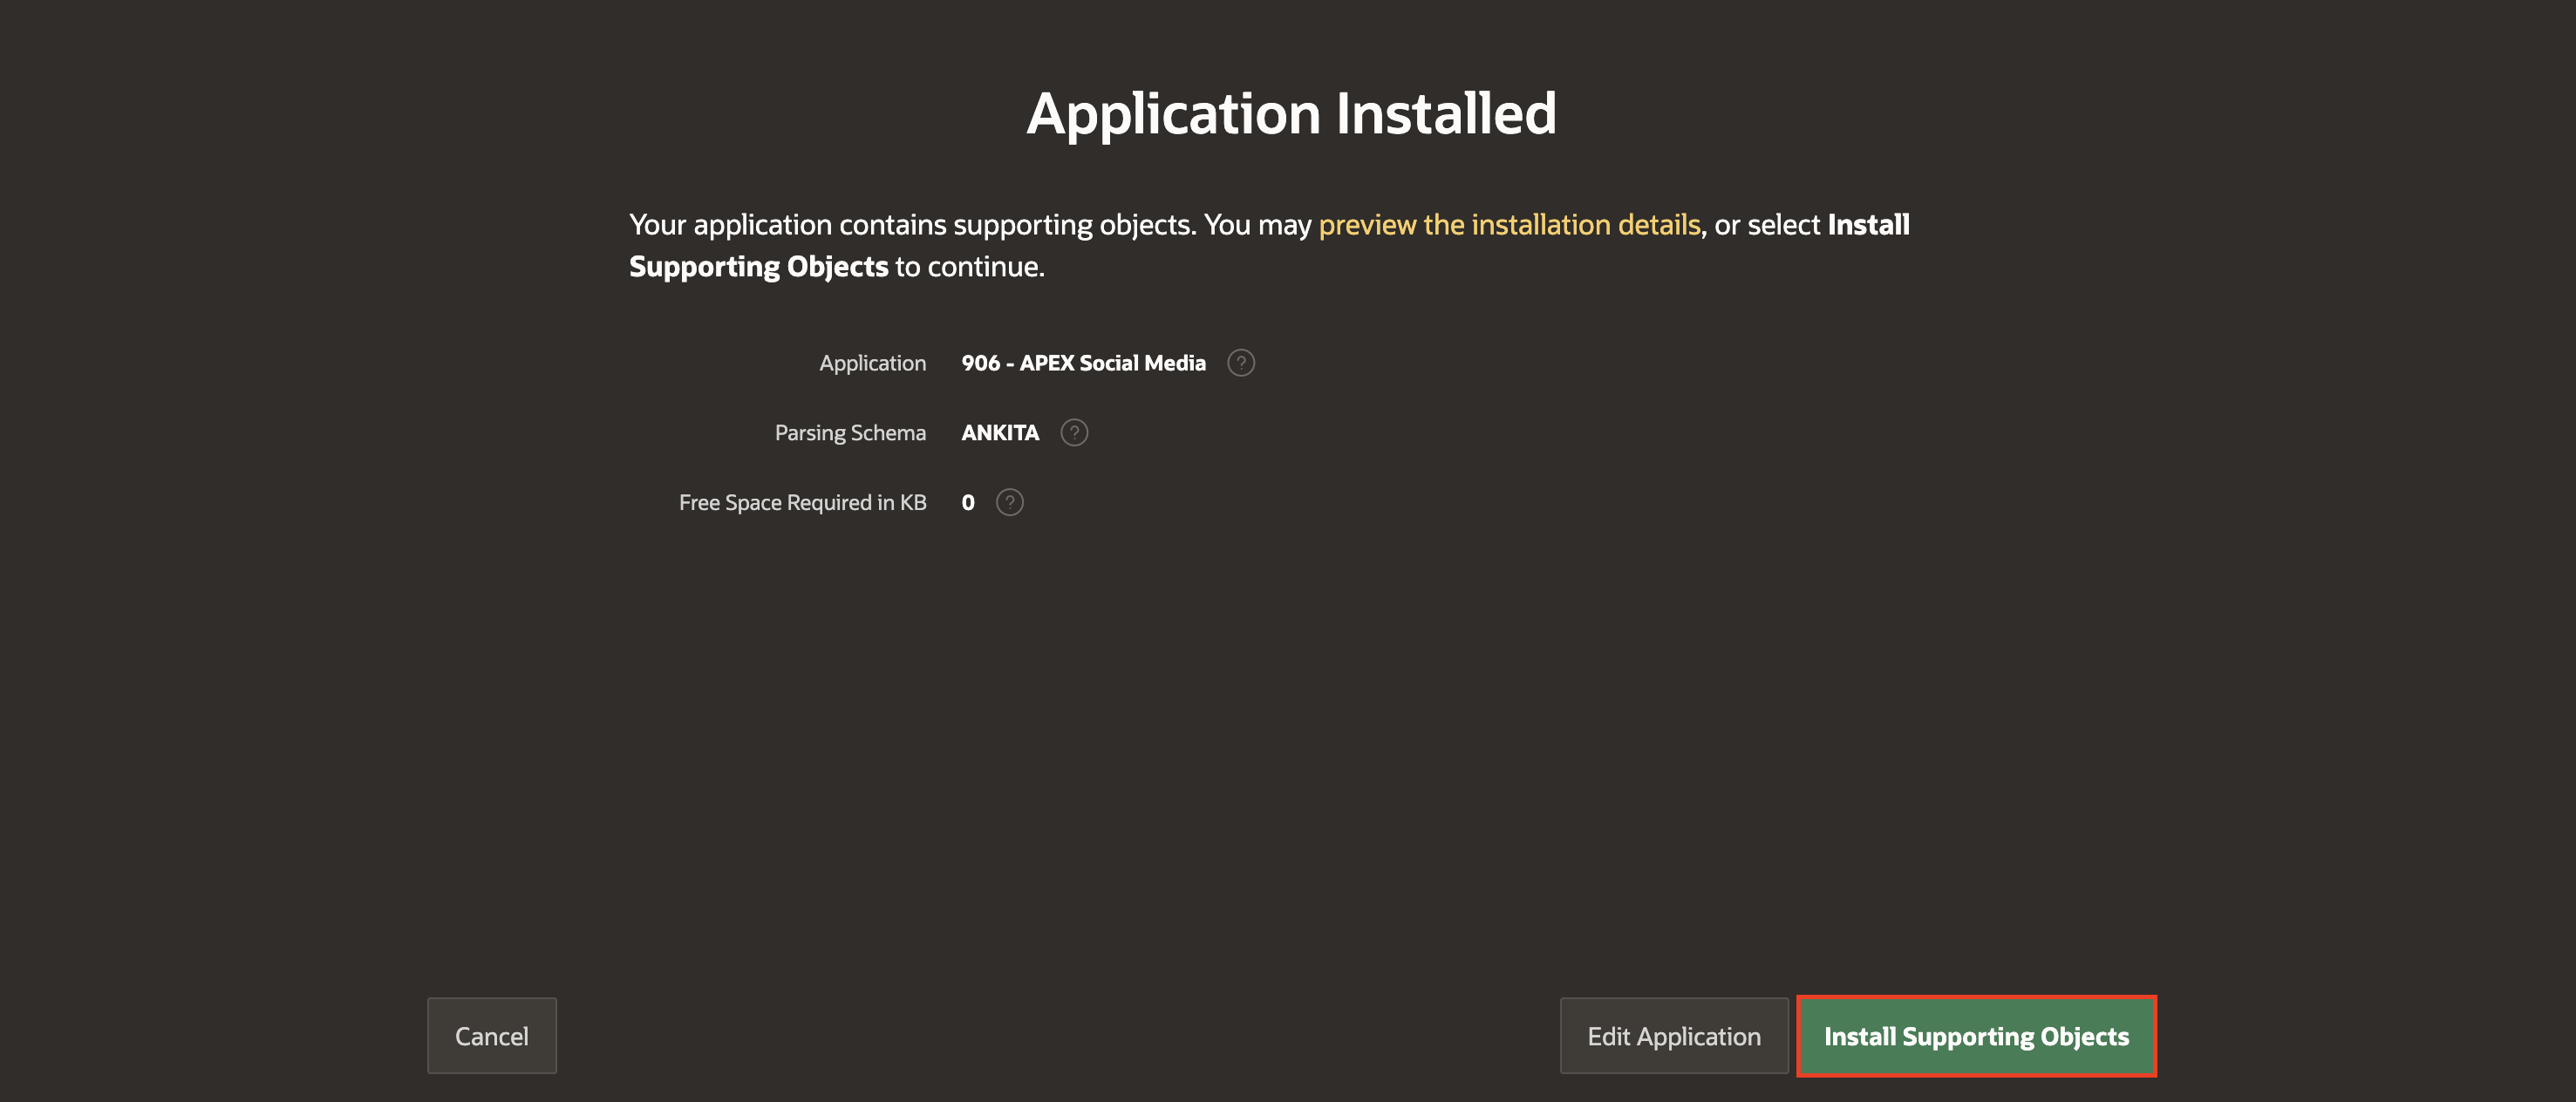 Application Installed
Your application contains supporting objects. You may preview the installation details, or select Install
Supporting Objects to continue.
Application 906 - APEX Social Media ?
Parsing Schema ANKITA ?
Free Space Required in KB 0 ?
Cancel Edit Application Install Supporting Objects